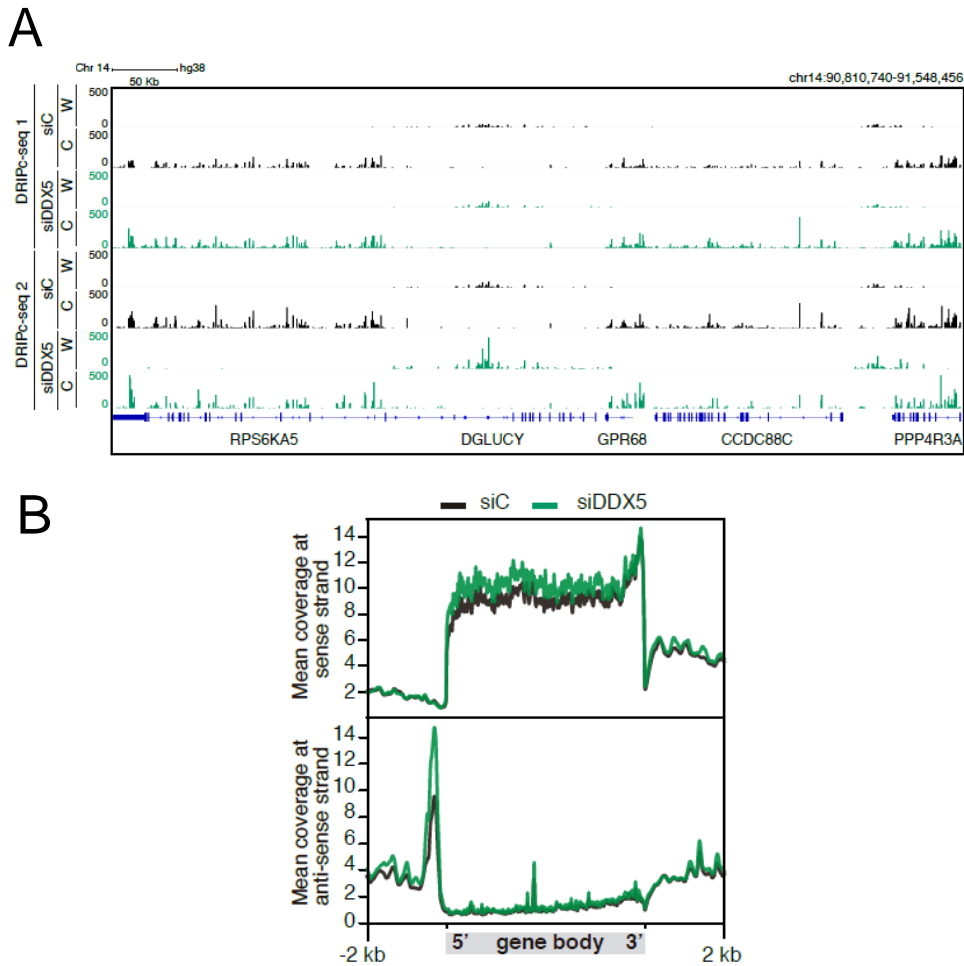 A
Chr 14 hg38
50 Kb
chr14:90,810,740-91,548,456
DRIPc-seq 1
siC
W
500
0
C
500
0
siDDX5
W
500
0
C
500
0
DRIPc-seq 2
siC
W
500
0
C
500
0
siDDX5
W
500
0
C
500
0
RPS6KA5 DGLUCY GPR68 CCDC88C PPP4R3A
B
siC siDDX5
Mean coverage at
sense strand
14
12
10
8
6
4
2
Mean coverage at
anti-sense strand
14
12
10
8
6
4
2
0
5' gene body 3'
-2 kb 2 kb